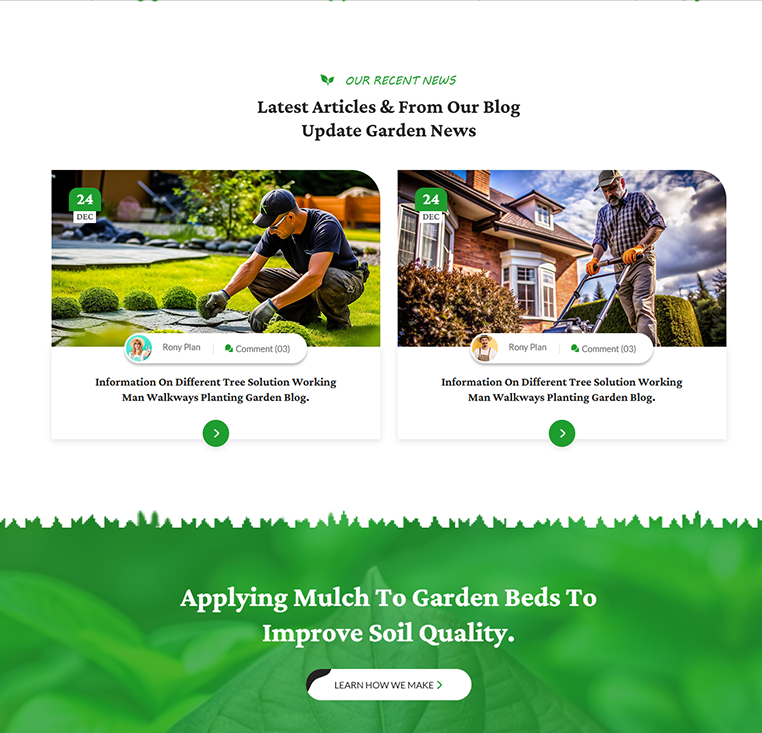 OUR RECENT NEWS
Latest Articles & From Our Blog
Update Garden News
24
DEC
24
DEC
Rony Plan
Comment (03)
Rony Plan
Comment (03)
Information On Different Tree Solution Working
Man Walkways Planting Garden Blog.
Information On Different Tree Solution Working
Man Walkways Planting Garden Blog.
Applying Mulch To Garden Beds To
Improve Soil Quality.
LEARN HOW WE MAKE